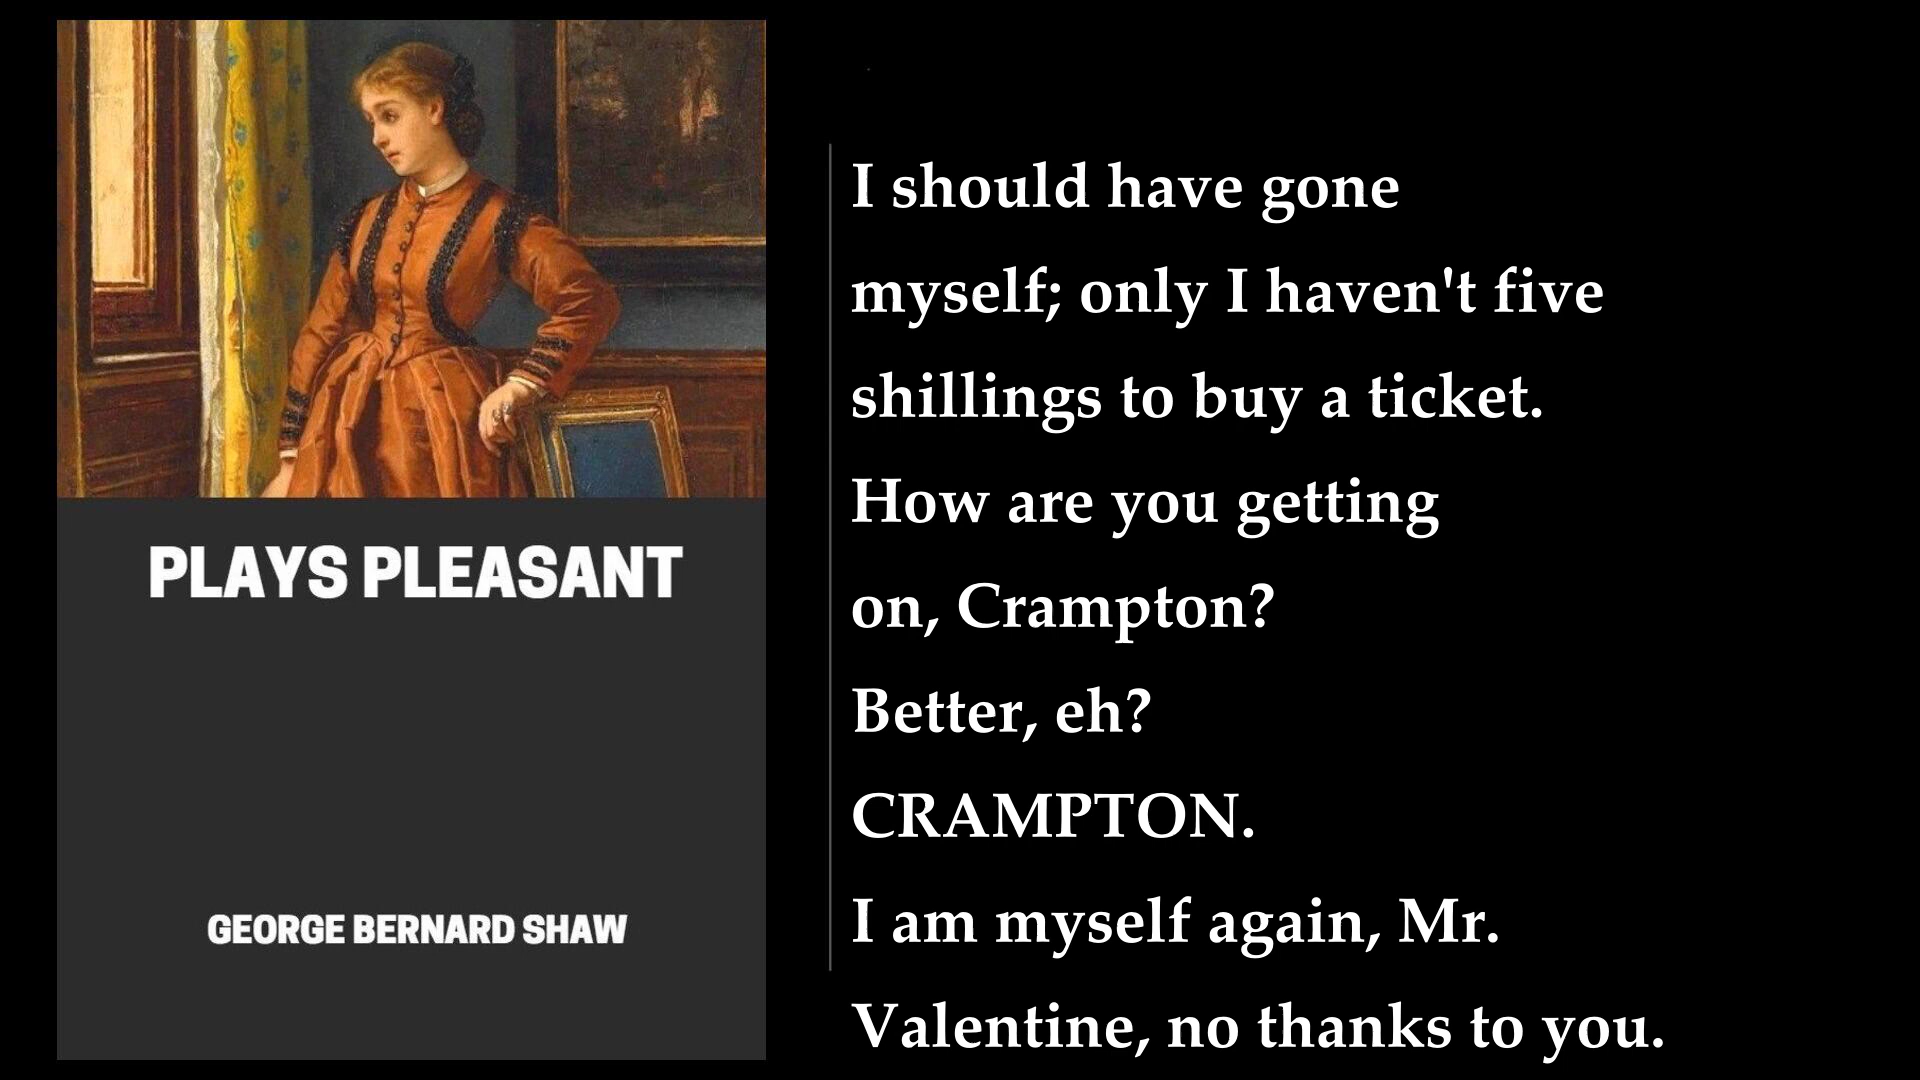 PLAYS PLEASANT
GEORGE BERNARD SHAW
I should have gone
myself; only I haven't five
shillings to buy a ticket.
How are you getting
on, Crampton?
Better, eh?
CRAMPTON.
I am myself again, Mr.
Valentine, no thanks to you.